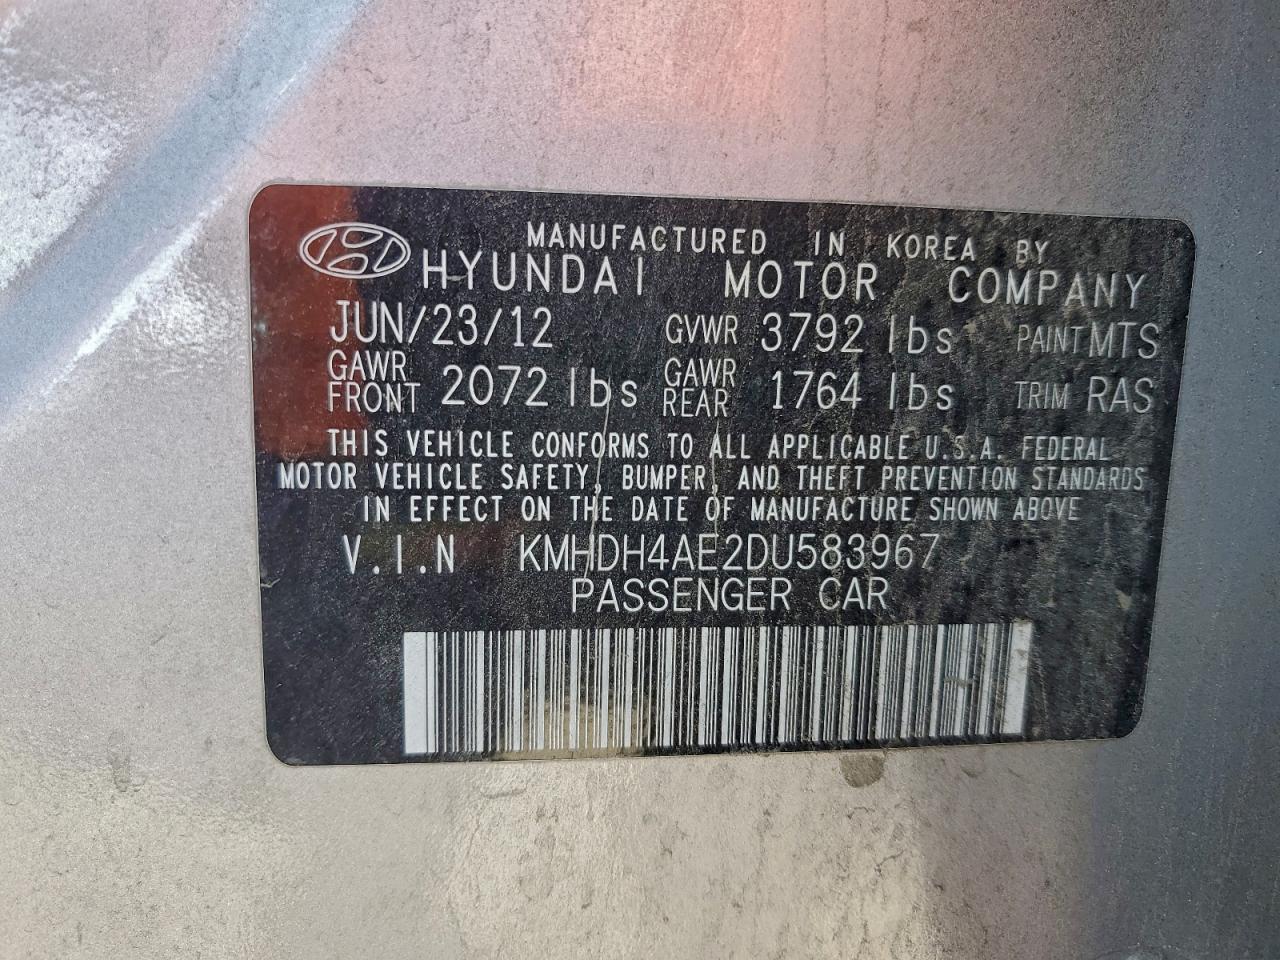 MANUFACTURED IN KOREA BY
HYUNDAI MOTOR COMPANY
JUN/23/12 GVWR 3792 lbs PAINT MTS
GAWR FRONT 2072 lbs GAWR REAR 1764 lbs TRIM RAS
THIS VEHICLE CONFORMS TO ALL APPLICABLE U.S.A. FEDERAL
MOTOR VEHICLE SAFETY, BUMPER, AND THEFT PREVENTION STANDARDS
IN EFFECT ON THE DATE OF MANUFACTURE SHOWN ABOVE
V.I.N KMHDH4AE2DU583967
PASSENGER CAR